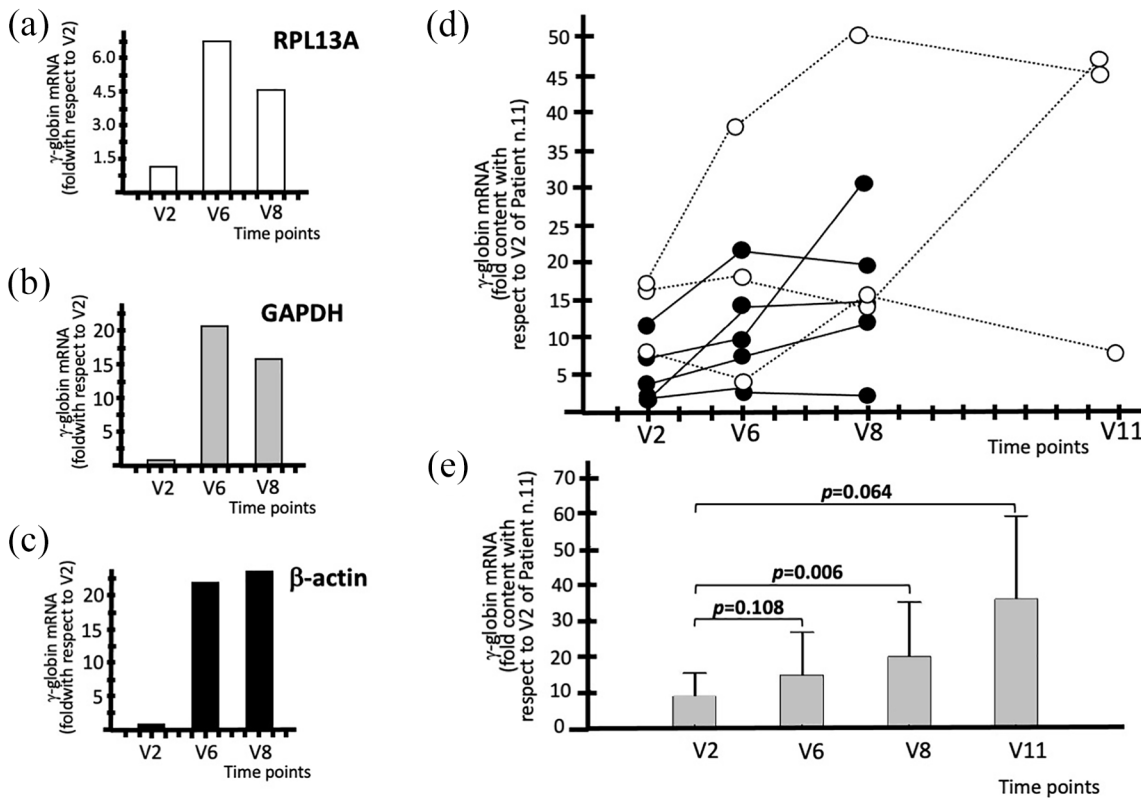 (a)
RPL13A
γ-globin mRNA
(foldwith respect to V2)
6.0
4.5
3.0
1.5
V2 V6 V8
Time points
(b)
GAPDH
γ-globin mRNA
(foldwith respect to V2)
20
15
10
5
V2 V6 V8
Time points
(c)
β-actin
γ-globin mRNA
(foldwith respect to V2)
20
15
10
5
V2 V6 V8
Time points
(d)
γ-globin mRNA
(fold content with
respect to V2 of Patient n.11)
50
45
40
35
30
25
20
15
10
5
V2 V6 V8 V11
Time points
(e)
γ-globin mRNA
(fold content with
respect to V2 of Patient n.11)
70
60
50
40
30
20
10
0
p=0.064
p=0.006
p=0.108
V2 V6 V8 V11
Time points